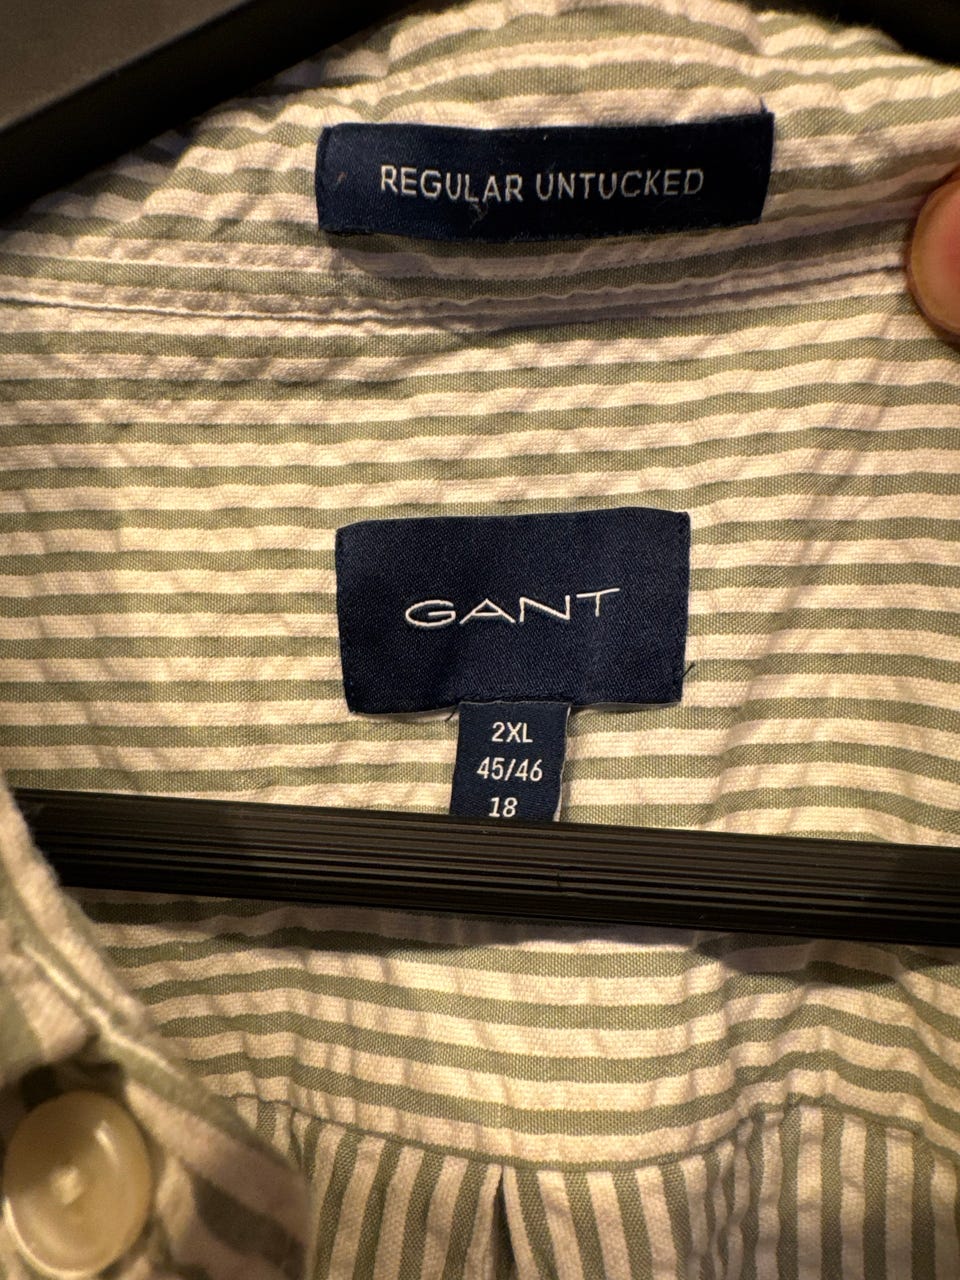 REGULAR UNTUCKED
GANT
2XL
45/46
18